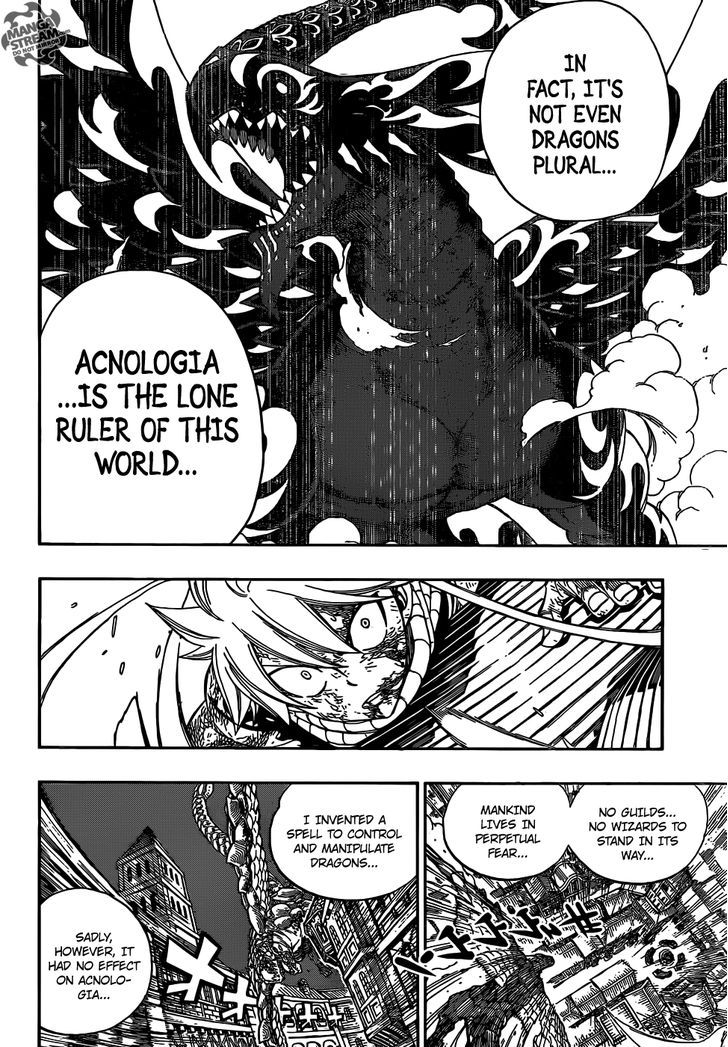 MANGA
STREAM
IN
FACT, IT'S
NOT EVEN
DRAGONS
PLURAL...
ACNOLOGIA
...IS THE LONE
RULER OF THIS
WORLD...
NO GUILDS...
NO WIZARDS TO
STAND IN ITS
WAY...
MANKIND
LIVES IN
PERPETUAL
FEAR...
I INVENTED A
SPELL TO CONTROL
AND MANIPULATE
DRAGONS...
SADLY,
HOWEVER, IT
HAD NO EFFECT
ON ACNOLO-
GIA...